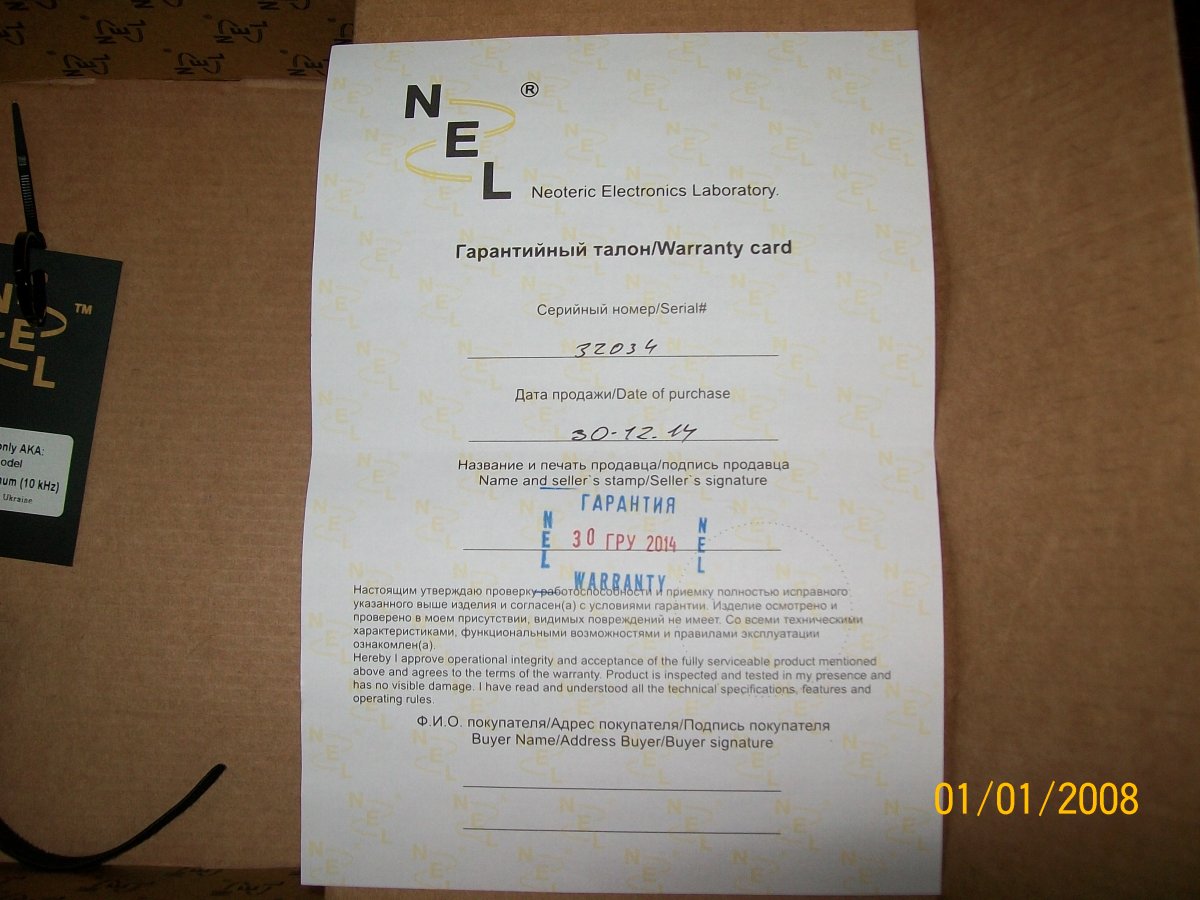 N
E
L
®
Neoteric Electronics Laboratory.
Гарантийный талон/Warranty card
Серийный номер/Serial#
32034
Дата продажи/Date of purchase
30-12.14
Название и печать продавца/подпись продавца
Name and seller`s stamp/Seller`s signature
ГАРАНТИЯ
NEL
30 ГРУ 2014
NEL
WARRANTY
Настоящим утверждаю проверку работоспособности и приемку полностью исправного
указанного выше изделия и согласен(а) с условиями гарантии. Изделие осмотрено и
проверено в моем присутствии, видимых повреждений не имеет. Со всеми техническими
характеристиками, функциональными возможностями и правилами эксплуатации
ознакомлен(а).
Hereby I approve operational integrity and acceptance of the fully serviceable product mentioned
above and agrees to the terms of the warranty. Product is inspected and tested in my presence and
has no visible damage. I have read and understood all the technical specifications, features and
operating rules.
Ф.И.О. покупателя/Адрес покупателя/Подпись покупателя
Buyer Name/Address Buyer/Buyer signature
N
E
L
TM
AKA:
(10 kHz)
Ukraine
01/01/2008